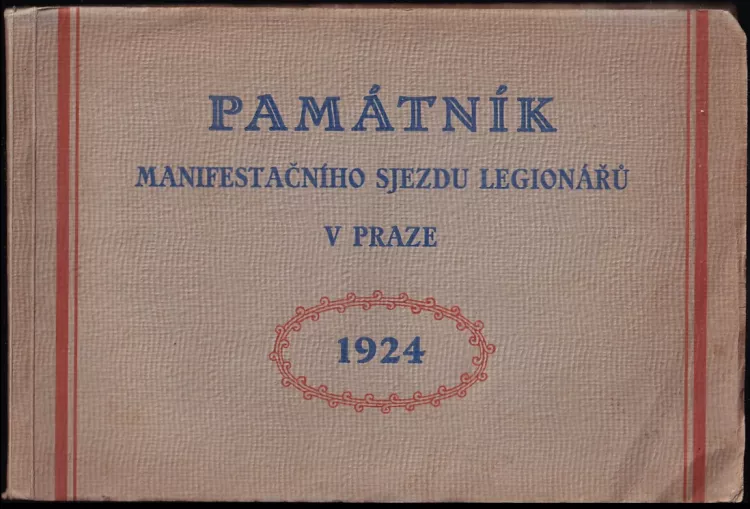 PAMÁTNÍK
MANIFESTAČNÍHO SJEZDU LEGIONÁŘŮ
V PRAZE
1924